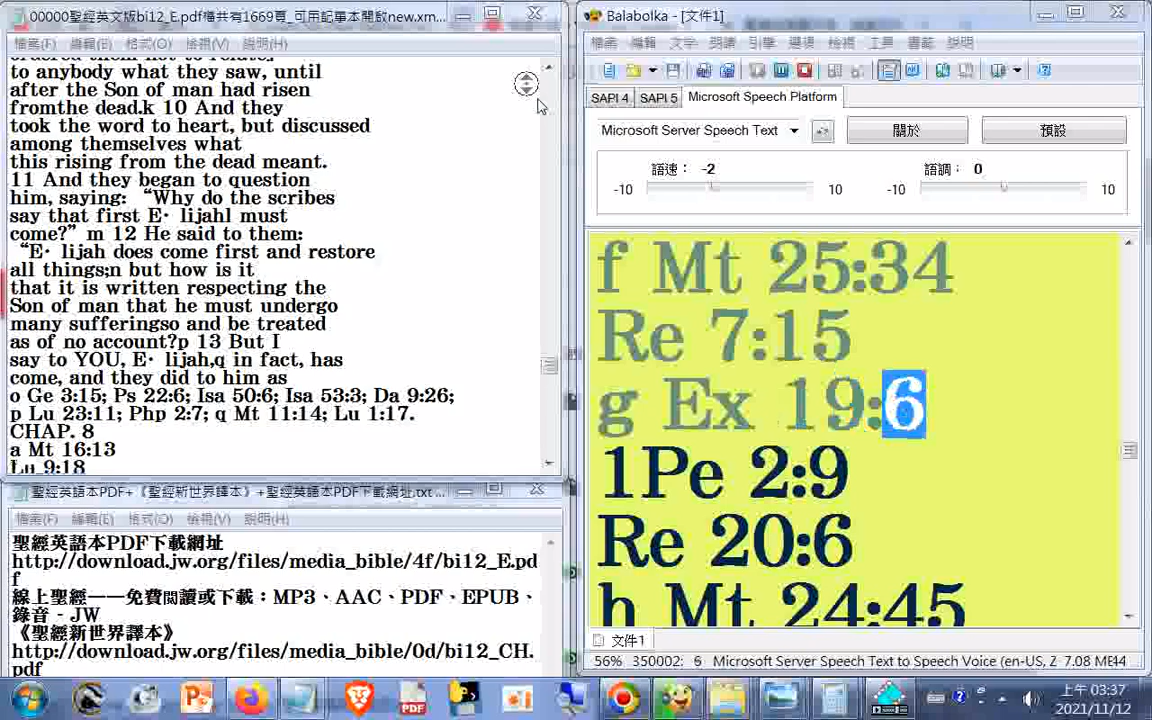 00000聖經英文版bi12_E.pdf檔共有1669頁_可用記事本開啟new.xm...
檔案(F) 編輯(E) 格式(O) 檢視(V) 說明(H)
to anybody what they saw, until
after the Son of man had risen
fromthe dead.k 10 And they
took the word to heart, but discussed
among themselves what
this rising from the dead meant.
11 And they began to question
him, saying: “Why do the scribes
say that first E· lijahl must
come?” m 12 He said to them:
“E· lijah does come first and restore
all things;n but how is it
that it is written respecting the
Son of man that he must undergo
many sufferingso and be treated
as of no account?p 13 But I
say to YOU, E· lijah,q in fact, has
come, and they did to him as
o Ge 3:15; Ps 22:6; Isa 50:6; Isa 53:3; Da 9:26;
p Lu 23:11; Php 2:7; q Mt 11:14; Lu 1:17.
CHAP. 8
a Mt 16:13
Lu 9:18
聖經英語本PDF+《聖經新世界譯本》+聖經英語本PDF下載網址.txt ...
檔案(F) 編輯(E) 格式(O) 檢視(V) 說明(H)
聖經英語本PDF下載網址
http://download.jw.org/files/media_bible/4f/bi12_E.pd
f
線上聖經——免費閱讀或下載：MP3、AAC、PDF、EPUB、
錄音 - JW
《聖經新世界譯本》
http://download.jw.org/files/media_bible/0d/bi12_CH.
pdf
Balabolka - [文件1]
檔案 編輯 文字 朗讀 引擎 選項 檢視 工具 書籤 說明
SAPI 4 SAPI 5 Microsoft Speech Platform
Microsoft Server Speech Text 關於 預設
語速： -2 語調： 0
-10 10 -10 10
f Mt 25:34
Re 7:15
g Ex 19:6
1Pe 2:9
Re 20:6
h Mt 24:45
文件1
56% 350002: 6 Microsoft Server Speech Text to Speech Voice (en-US, Z 7.08 ME44
上午 03:37
2021/11/12